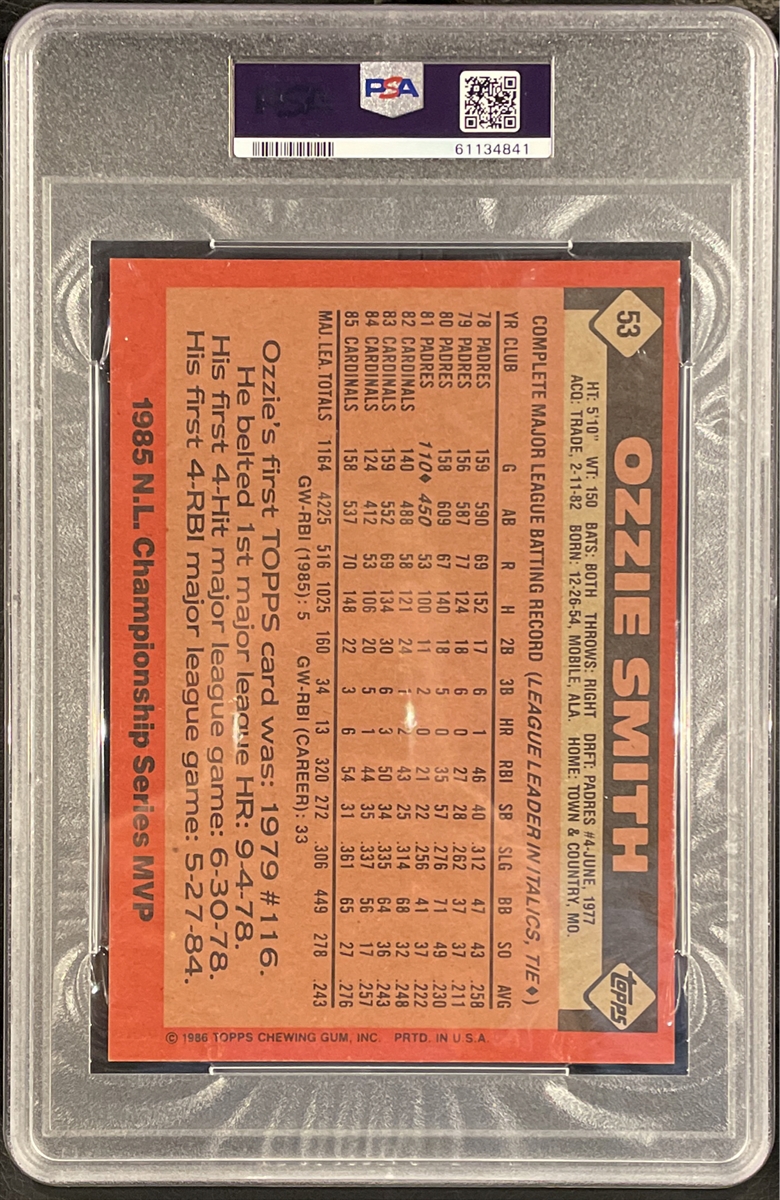 PSA
61134841
53
OZZIE SMITH
topps
HT: 5'10" WT: 150 BATS: BOTH THROWS: RIGHT DRFT: PADRES #4-JUNE, 1977
ACQ: TRADE, 2-11-82 BORN: 12-26-54, MOBILE, ALA. HOME: TOWN & COUNTRY, MO.
COMPLETE MAJOR LEAGUE BATTING RECORD (LEAGUE LEADER IN ITALICS, TIE♦)
YR CLUB G AB R H 2B 3B HR RBI SB SLG BB SO AVG
78 PADRES 159 590 69 152 17 6 1 46 40 .312 47 43 .258
79 PADRES 156 587 77 124 18 6 0 27 28 .262 37 37 .211
80 PADRES 158 609 67 140 18 5 0 35 57 .276 71 49 .230
81 PADRES 110♦ 450 53 100 11 2 0 21 22 .256 41 37 .222
82 CARDINALS 140 488 58 121 24 1 2 43 25 .314 68 32 .248
83 CARDINALS 159 552 69 134 30 6 3 50 34 .335 64 36 .243
84 CARDINALS 124 412 53 106 20 5 1 44 35 .337 56 17 .257
85 CARDINALS 158 537 70 148 22 3 6 54 31 .361 65 27 .276
MAJ. LEA. TOTALS 1164 4225 516 1025 160 34 13 320 272 .306 449 278 .243
GW-RBI (1985): 5 GW-RBI (CAREER): 33
Ozzie's first TOPPS card was: 1979 #116.
He belted 1st major league HR: 9-4-78.
His first 4-Hit major league game: 6-30-78.
His first 4-RBI major league game: 5-27-84.
1985 N.L. Championship Series MVP
© 1986 TOPPS CHEWING GUM, INC. PRTD. IN U.S.A.